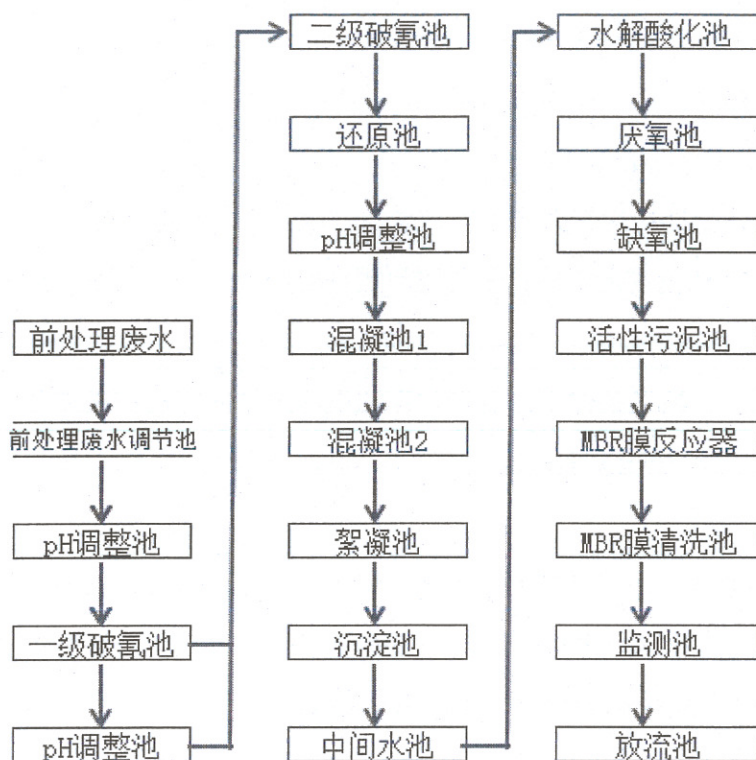 前处理废水
前处理废水调节池
pH调整池
一级破氰池
pH调整池
二级破氰池
还原池
pH调整池
混凝池1
混凝池2
絮凝池
沉淀池
中间水池
水解酸化池
厌氧池
缺氧池
活性污泥池
MBR膜反应器
MBR膜清洗池
监测池
放流池